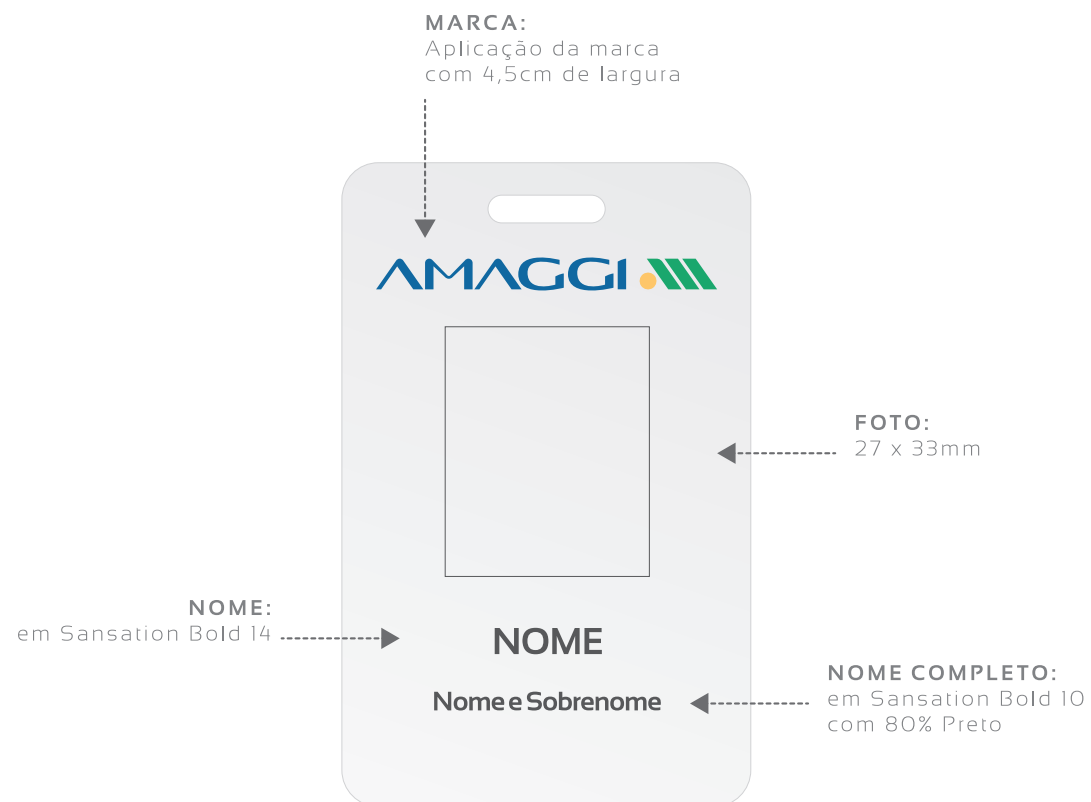 MARCA:
Aplicação da marca
com 4,5cm de largura
AMAGGI
FOTO:
27 x 33mm
NOME:
em Sansation Bold 14
NOME
Nome e Sobrenome
NOME COMPLETO:
em Sansation Bold 10
com 80% Preto